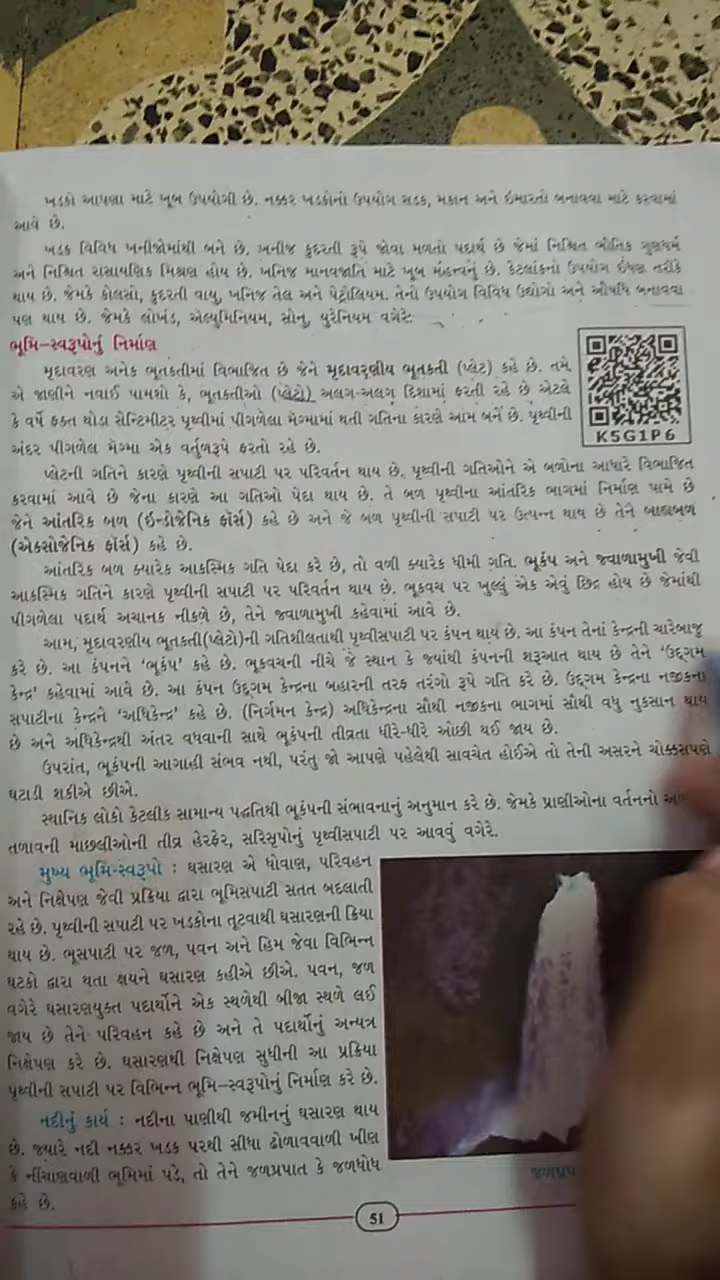 ખડકો આપણા માટે ખૂબ ઉપયોગી છે. નક્કર ખડકોનો ઉપયોગ સડક, મકાન અને ઇમારતો બનાવવા માટે કરવામાં
આવે છે.
ખડક વિવિધ ખનીજોમાંથી બને છે. ખનીજ કુદરતી રૂપે જોવા મળતો પદાર્થ છે જેમાં નિશ્ચિત ભૌતિક ગુણધર્મ
અને નિશ્ચિત રાસાયણિક મિશ્રણ હોય છે. ખનિજ માનવજાતિ માટે ખૂબ મહત્ત્વનું છે. કેટલાંકનો ઉપયોગ ઇંધણ તરીકે
થાય છે. જેમકે કોલસો, કુદરતી વાયુ, ખનિજ તેલ અને પેટ્રોલિયમ. તેનો ઉપયોગ વિવિધ ઉદ્યોગો અને ઔષધિ બનાવવા
પણ થાય છે. જેમકે લોખંડ, ઍલ્યુમિનિયમ, સોનુ, યુરેનિયમ વગેરે.
ભૂમિ-સ્વરૂપોનું નિર્માણ
મૃદાવરણ અનેક ભૂતક્તીમાં વિભાજિત છે જેને મૃદાવરણીય ભૂતકતી (પ્લેટ) કહે છે. તમે
એ જાણીને નવાઈ પામશો કે, ભૂતકતીઓ (પ્લેટો) અલગ-અલગ દિશામાં ફરતી રહે છે એટલે
કે વર્ષે ફક્ત થોડા સેન્ટિમીટર પૃથ્વીમાં પીગળેલા મૅગ્મામાં થતી ગતિના કારણે આમ બને છે. પૃથ્વીની
અંદર પીગળેલ મૅગ્મા એક વર્તુળરૂપે ફરતો રહે છે.
K5G1P6
પ્લેટની ગતિને કારણે પૃથ્વીની સપાટી પર પરિવર્તન થાય છે. પૃથ્વીની ગતિઓને એ બળોના આધારે વિભાજિત
કરવામાં આવે છે જેના કારણે આ ગતિઓ પેદા થાય છે. તે બળ પૃથ્વીના આંતરિક ભાગમાં નિર્માણ પામે છે
જેને આંતરિક બળ (ઈન્ડોજેનિક ફૉર્સ) કહે છે અને જે બળ પૃથ્વીની સપાટી પર ઉત્પન્ન થાય છે તેને બાહ્યબળ
(એક્સોજેનિક ફૉર્સ) કહે છે.
આંતરિક બળ ક્યારેક આકસ્મિક ગતિ પેદા કરે છે, તો વળી ક્યારેક ધીમી ગતિ. ભૂકંપ અને જ્વાળામુખી જેવી
આકસ્મિક ગતિને કારણે પૃથ્વીની સપાટી પર પરિવર્તન થાય છે. ભૂકવચ પર ખુલ્લું એક એવું છિદ્ર હોય છે જેમાંથી
પીગળેલા પદાર્થ અચાનક નીકળે છે, તેને જ્વાળામુખી કહેવામાં આવે છે.
આમ, મૃદાવરણીય ભૂતકતી(પ્લેટો)ની ગતિશીલતાથી પૃથ્વીસપાટી પર કંપન થાય છે. આ કંપન તેનાં કેન્દ્રની ચારેબાજુ
કરે છે. આ કંપનને ‘ભૂકંપ’ કહે છે. ભૂકવચની નીચે જે સ્થાન કે જ્યાંથી કંપનની શરૂઆત થાય છે તેને ‘ઉદ્‌ગમ
કેન્દ્ર’ કહેવામાં આવે છે. આ કંપન ઉદ્‌ગમ કેન્દ્રના બહારની તરફ તરંગો રૂપે ગતિ કરે છે. ઉદ્‌ગમ કેન્દ્રના નજીકના
સપાટીના કેન્દ્રને ‘અધિકેન્દ્ર’ કહે છે. (નિર્ગમન કેન્દ્ર) અધિકેન્દ્રના સૌથી નજીકના ભાગમાં સૌથી વધુ નુકસાન થાય
છે અને અધિકેન્દ્રથી અંતર વધવાની સાથે ભૂકંપની તીવ્રતા ધીરે-ધીરે ઓછી થઈ જાય છે.
ઉપરાંત, ભૂકંપની આગાહી સંભવ નથી, પરંતુ જો આપણે પહેલેથી સાવચેત હોઈએ તો તેની અસરને ચોક્કસપણે
ઘટાડી શકીએ છીએ.
સ્થાનિક લોકો કેટલીક સામાન્ય પદ્ધતિથી ભૂકંપની સંભાવનાનું અનુમાન કરે છે. જેમકે પ્રાણીઓના વર્તનનો
તળાવની માછલીઓની તીવ્ર હેરફેર, સરિસૃપોનું પૃથ્વીસપાટી પર આવવું વગેરે.
મુખ્ય ભૂમિ-સ્વરૂપો : ઘસારણ એ ધોવાણ, પરિવહન
અને નિક્ષેપણ જેવી પ્રક્રિયા દ્વારા ભૂમિસપાટી સતત બદલાતી
રહે છે. પૃથ્વીની સપાટી પર ખડકોના તૂટવાથી ઘસારણની ક્રિયા
થાય છે. ભૂસપાટી પર જળ, પવન અને હિમ જેવા વિભિન્ન
ઘટકો દ્વારા થતા ક્ષયને ઘસારણ કહીએ છીએ. પવન, જળ
વગેરે ઘસારણયુક્ત પદાર્થોને એક સ્થળેથી બીજા સ્થળે લઈ
જાય છે તેને પરિવહન કહે છે અને તે પદાર્થોનું અન્યત્ર
નિક્ષેપણ કરે છે. ઘસારણથી નિક્ષેપણ સુધીની આ પ્રક્રિયા
પૃથ્વીની સપાટી પર વિભિન્ન ભૂમિ-સ્વરૂપોનું નિર્માણ કરે છે.
નદીનું કાર્ય : નદીના પાણીથી જમીનનું ઘસારણ થાય
છે. જ્યારે નદી નક્કર ખડક પરથી સીધા ઢોળાવવાળી ખીણ
કે નીચાણવાળી ભૂમિમાં પડે, તો તેને જળપ્રપાત કે જળધોધ
કહે છે.
51